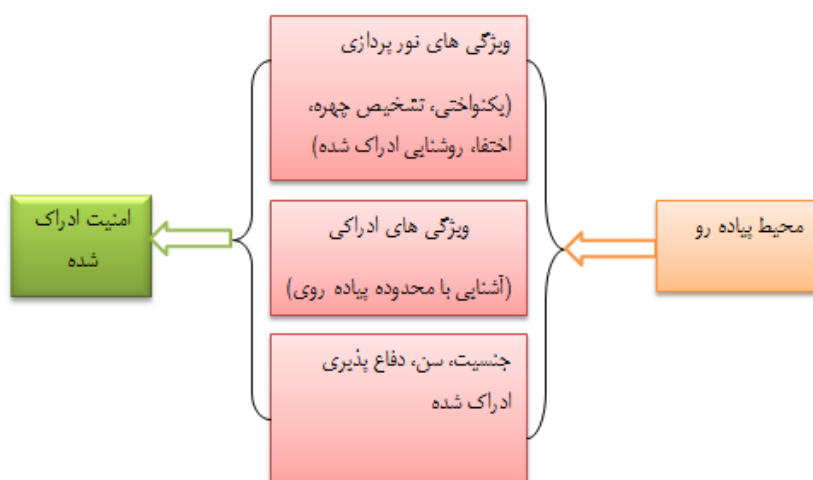 محیط پیاده رو
ویژگی های نور پردازی
(یکنواختی، تشخیص چهره،
اختفا، روشنایی ادراک شده)
ویژگی های ادراکی
(آشنایی با محدوده پیاده روی)
جنسیت، سن، دفاع پذیری
ادراک شده
امنیت ادراک
شده